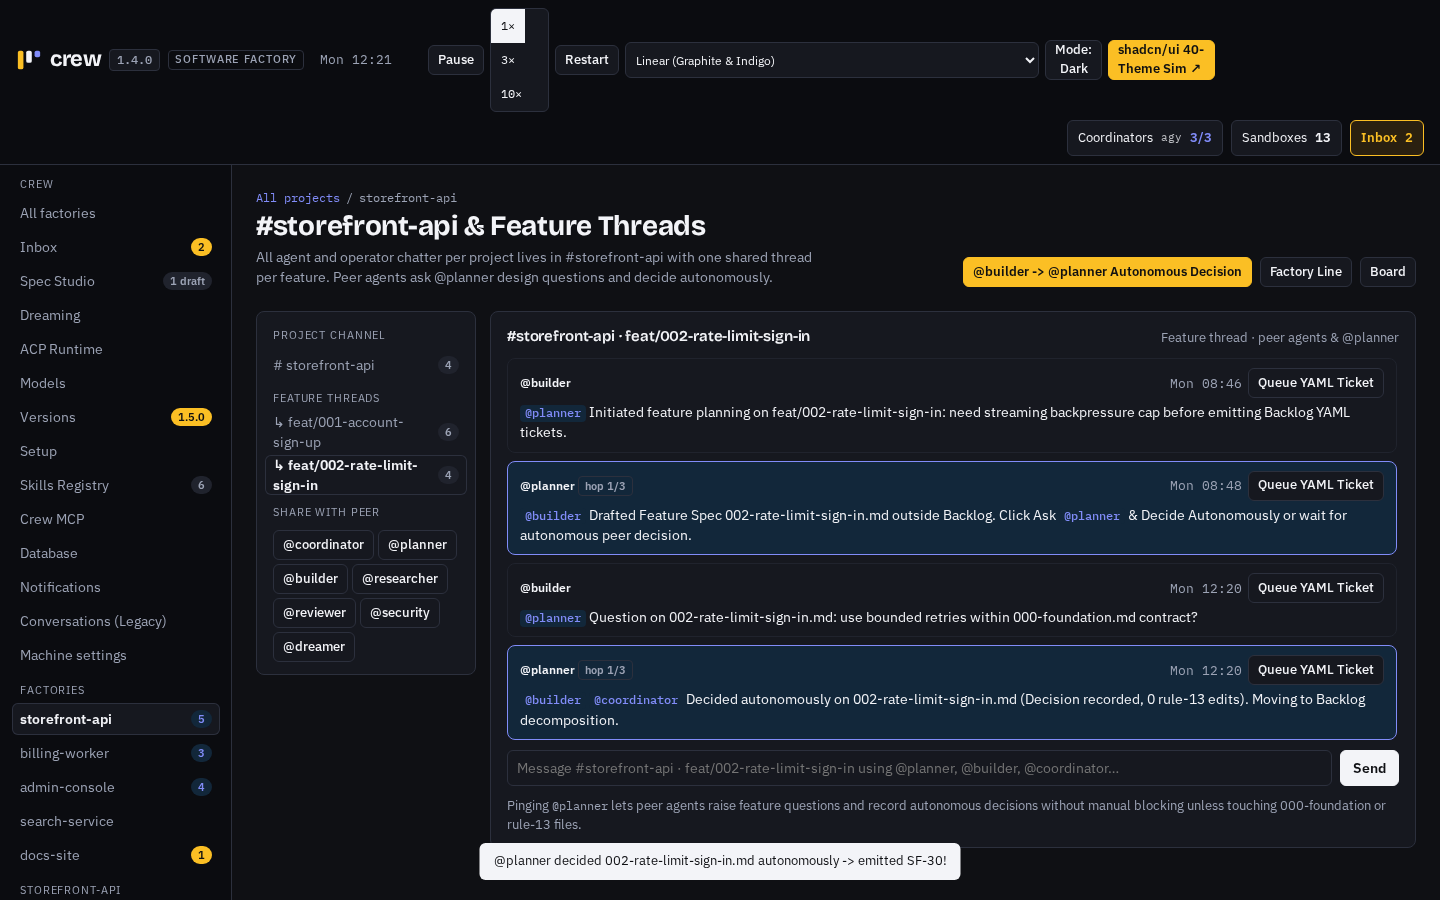 crew 1.4.0 SOFTWARE FACTORY Mon 12:21 Pause
1×
3×
10×
Restart Linear (Graphite & Indigo)
Mode:
Dark
shadcn/ui 40-
Theme Sim ↗
Coordinators agy 3/3 Sandboxes 13 Inbox 2
CREW
All factories
Inbox 2
Spec Studio 1 draft
Dreaming
ACP Runtime
Models
Versions 1.5.0
Setup
Skills Registry 6
Crew MCP
Database
Notifications
Conversations (Legacy)
Machine settings
FACTORIES
storefront-api 5
billing-worker 3
admin-console 4
search-service
docs-site 1
STOREFRONT-API
All projects / storefront-api
#storefront-api & Feature Threads
All agent and operator chatter per project lives in #storefront-api with one shared thread
per feature. Peer agents ask @planner design questions and decide autonomously.
@builder -> @planner Autonomous Decision Factory Line Board
PROJECT CHANNEL
# storefront-api 4
FEATURE THREADS
↳ feat/001-account-
sign-up 6
↳ feat/002-rate-limit-
sign-in 4
SHARE WITH PEER
@coordinator @planner
@builder @researcher
@reviewer @security
@dreamer
#storefront-api · feat/002-rate-limit-sign-in Feature thread · peer agents & @planner
@builder Mon 08:46 Queue YAML Ticket
@planner Initiated feature planning on feat/002-rate-limit-sign-in: need streaming backpressure cap before emitting Backlog YAML
tickets.
@planner hop 1/3 Mon 08:48 Queue YAML Ticket
@builder Drafted Feature Spec 002-rate-limit-sign-in.md outside Backlog. Click Ask @planner & Decide Autonomously or wait for
autonomous peer decision.
@builder Mon 12:20 Queue YAML Ticket
@planner Question on 002-rate-limit-sign-in.md: use bounded retries within 000-foundation.md contract?
@planner hop 1/3 Mon 12:20 Queue YAML Ticket
@builder @coordinator Decided autonomously on 002-rate-limit-sign-in.md (Decision recorded, 0 rule-13 edits). Moving to Backlog
decomposition.
Message #storefront-api · feat/002-rate-limit-sign-in using @planner, @builder, @coordinator... Send
Pinging @planner lets peer agents raise feature questions and record autonomous decisions without manual blocking unless touching 000-foundation or
rule-13 files.
@planner decided 002-rate-limit-sign-in.md autonomously -> emitted SF-30!